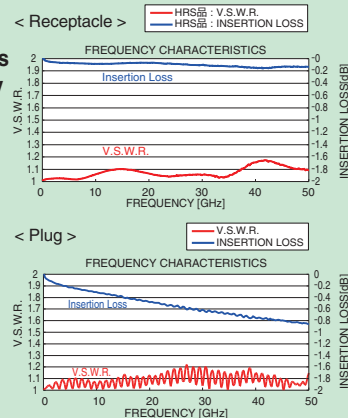 < Receptacle >
HRS品 : V.S.W.R.
HRS品 : INSERTION LOSS
s
y
FREQUENCY CHARACTERISTICS
V.S.W.R.
2
1.9
1.8
1.7
1.6
1.5
1.4
1.3
1.2
1.1
1
Insertion Loss
V.S.W.R.
0
-0.2
-0.4
-0.6
-0.8
-1
-1.2
-1.4
-1.6
-1.8
-2
INSERTION LOSS[dB]
0 10 20 30 40 50
FREQUENCY [GHz]
< Plug >
V.S.W.R.
INSERTION LOSS
FREQUENCY CHARACTERISTICS
V.S.W.R.
2
1.9
1.8
1.7
1.6
1.5
1.4
1.3
1.2
1.1
1
Insertion Loss
V.S.W.R.
0
-0.2
-0.4
-0.6
-0.8
-1
-1.2
-1.4
-1.6
-1.8
-2
INSERTION LOSS[dB]
0 10 20 30 40 50
FREQUENCY [GHz]